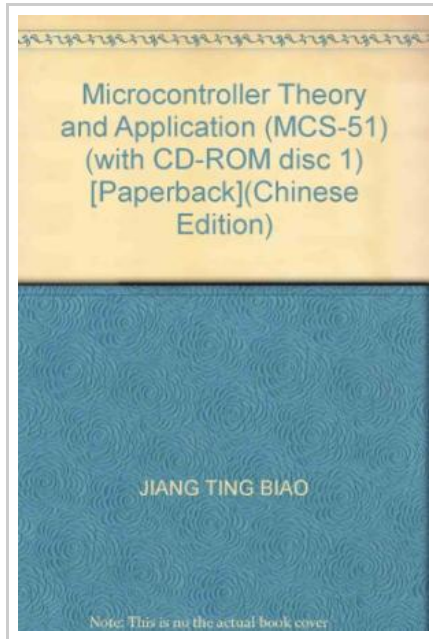 Microcontroller Theory
and Application (MCS-51)
(with CD-ROM disc 1)
[Paperback](Chinese
Edition)
JIANG TING BIAO
Note: This is no the actual book cover